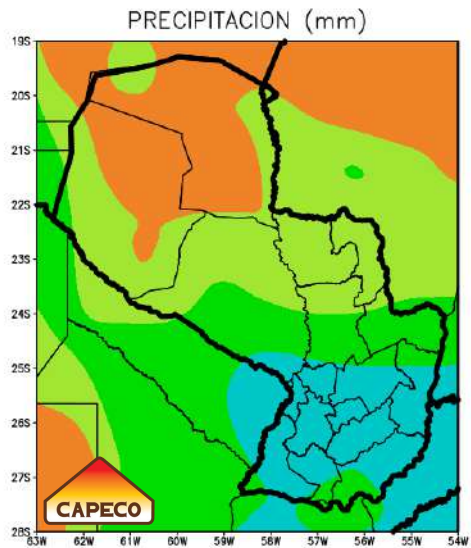 PRECIPITACION (mm)
19S
20S
21S
22S
23S
24S
25S
26S
27S
28S
CAPECO
63W 62W 61W 60W 59W 58W 57W 56W 55W 54W